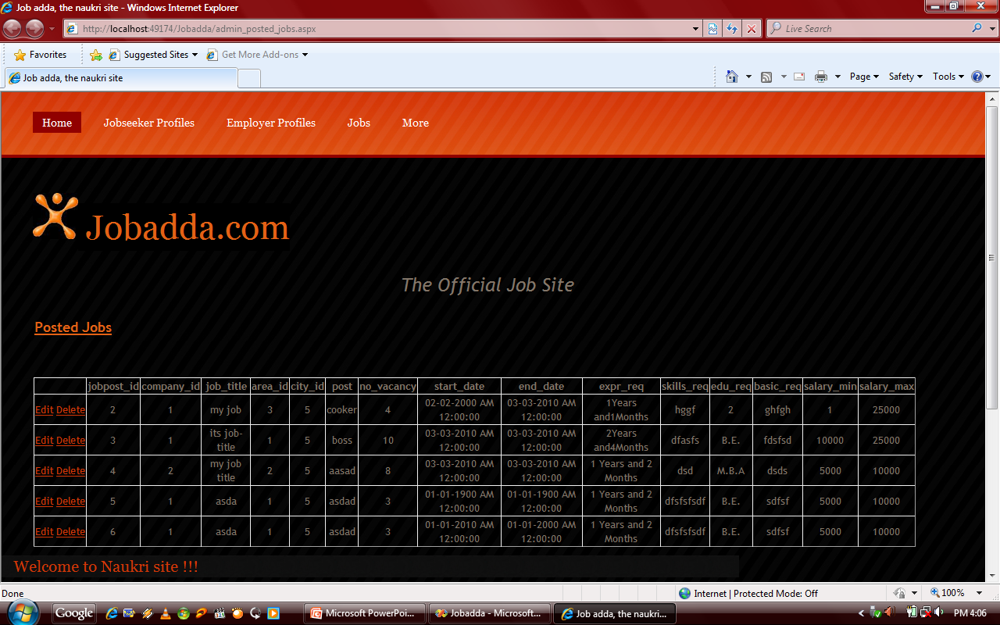 Job adda, the naukri site - Windows Internet Explorer
http://localhost:49174/Jobadda/admin_posted_jobs.aspx
Live Search
Favorites Suggested Sites Get More Add-ons
Job adda, the naukri site
Page Safety Tools
Home Jobseeker Profiles Employer Profiles Jobs More
Jobadda.com
The Official Job Site
Posted Jobs
jobpost_id company_id job_title area_id city_id post no_vacancy start_date end_date expr_req skills_req edu_req basic_req salary_min salary_max
Edit Delete 2 1 my job 3 5 cooker 4 02-02-2000 AM 12:00:00 03-03-2010 AM 12:00:00 1Years and1Months hggf 2 ghfgh 1 25000
Edit Delete 3 1 its job-title 1 5 boss 10 03-03-2010 AM 12:00:00 03-03-2010 AM 12:00:00 2Years and4Months dfasfs B.E. fdsfsd 10000 25000
Edit Delete 4 2 my job title 2 5 aasad 8 03-03-2010 AM 12:00:00 03-03-2010 AM 12:00:00 1 Years and 2 Months dsd M.B.A dsds 5000 10000
Edit Delete 5 1 asda 1 5 asdad 3 01-01-1900 AM 12:00:00 01-01-1900 AM 12:00:00 1 Years and 2 Months dfsfsfsdf B.E. sdfsf 5000 10000
Edit Delete 6 1 asda 1 5 asdad 3 01-01-2010 AM 12:00:00 01-01-2000 AM 12:00:00 1 Years and 2 Months dfsfsfsdf B.E. sdfsf 5000 10000
Welcome to Naukri site !!!
Done Internet | Protected Mode: Off 100%
Google Microsoft PowerPoi... Jobadda - Microsoft... Job adda, the naukri... PM 4:06